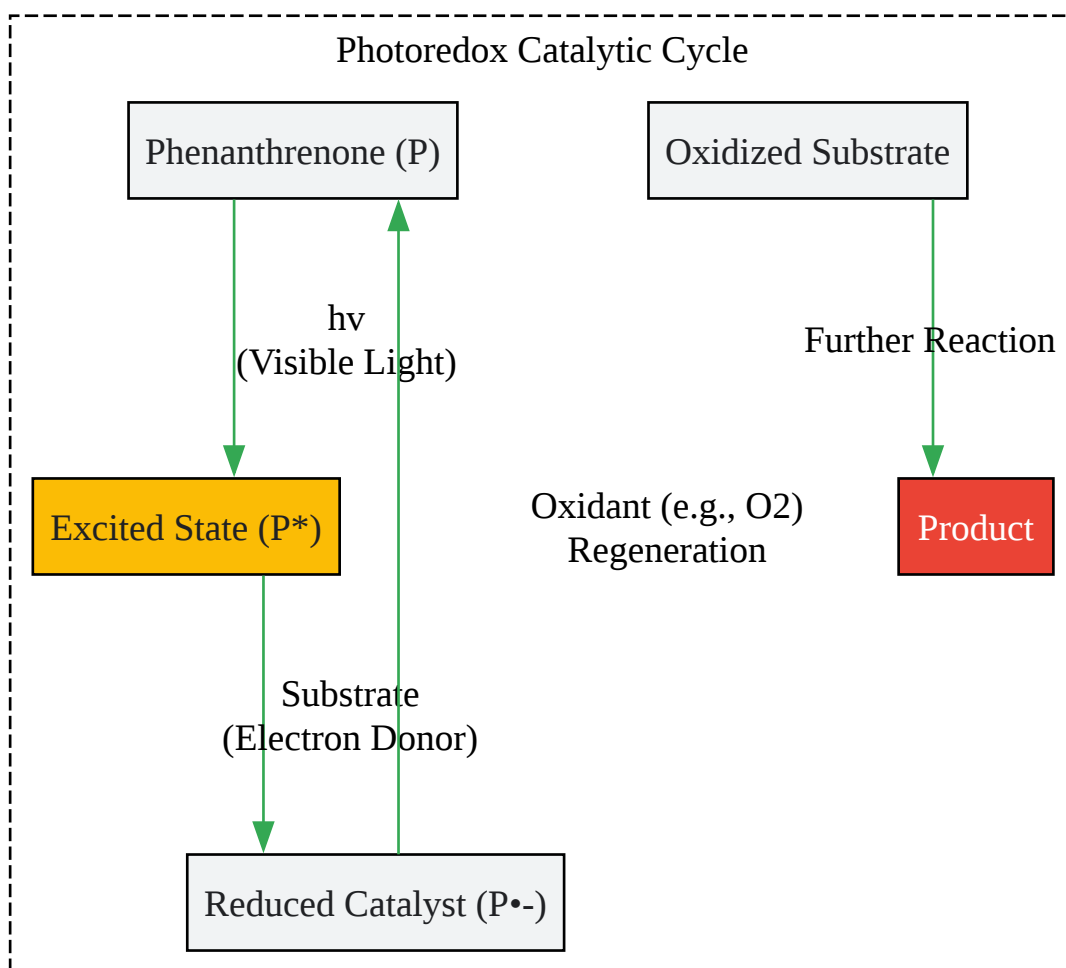 Photoredox Catalytic Cycle
Phenanthrenone (P)
Oxidized Substrate
hv
(Visible Light)
Further Reaction
Excited State (P*)
Oxidant (e.g., O2)
Regeneration
Product
Substrate
(Electron Donor)
Reduced Catalyst (P•-)